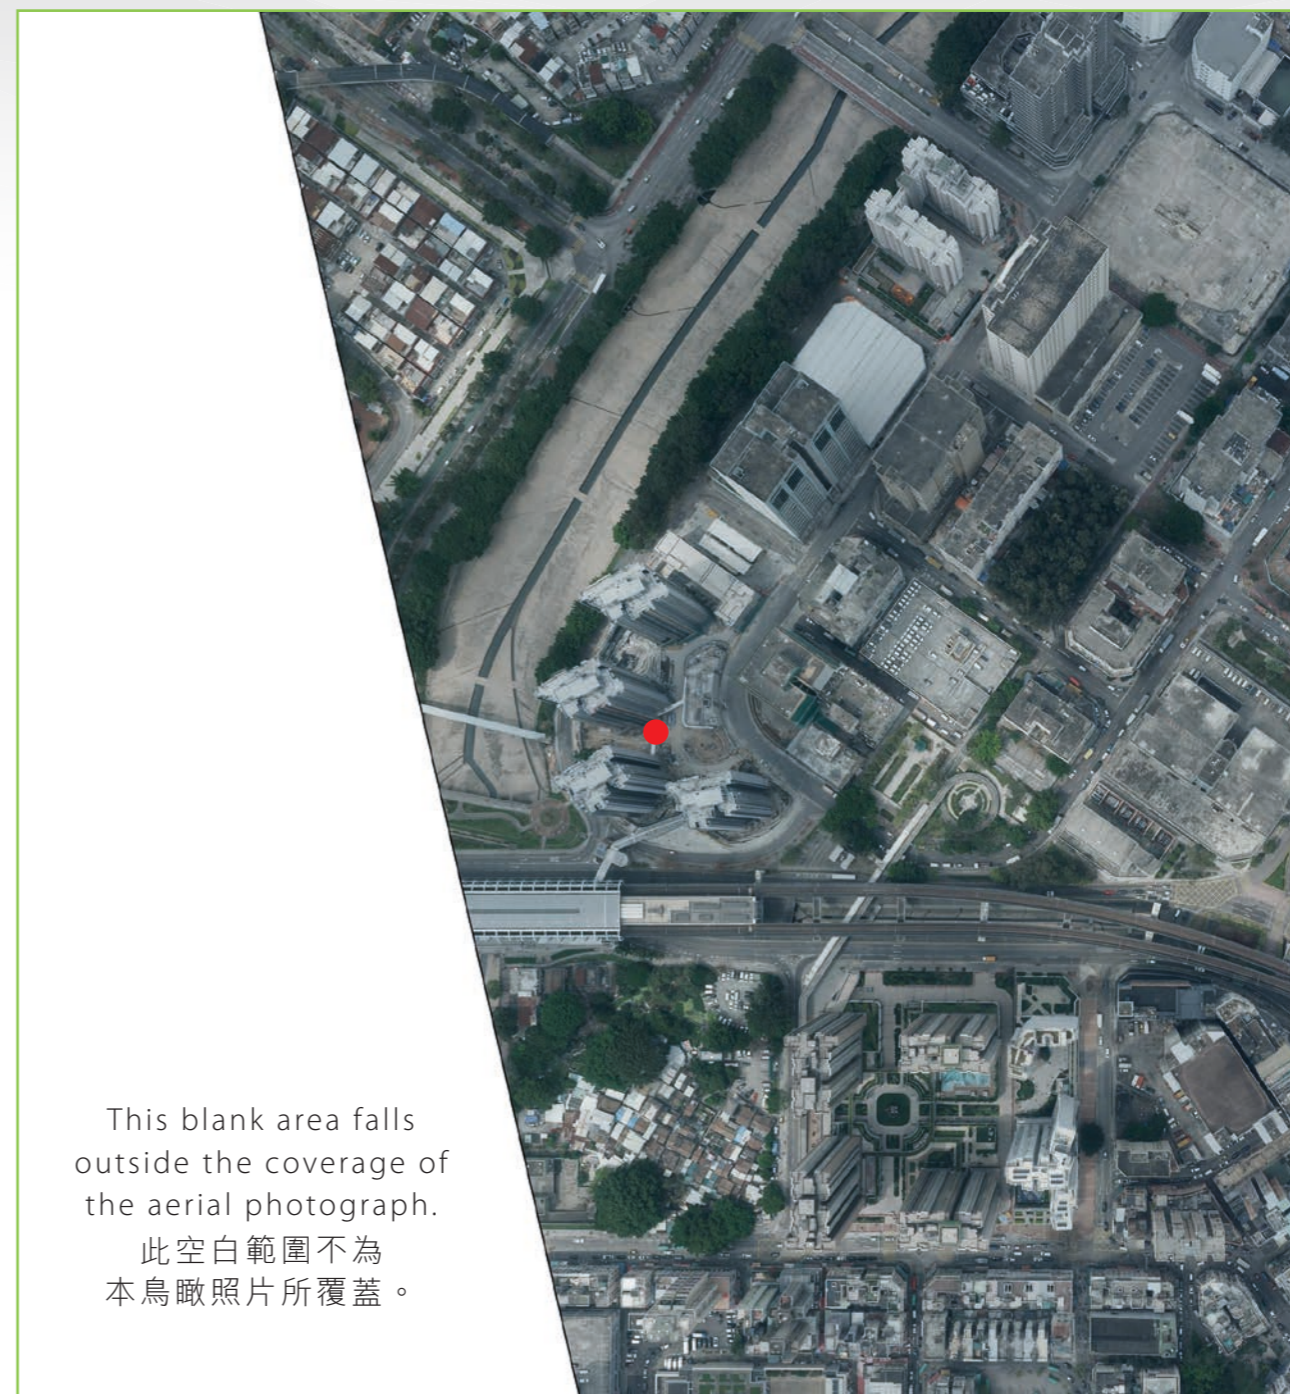 This blank area falls
outside the coverage of
the aerial photograph.
此空白範圍不為
本鳥瞰照片所覆蓋。